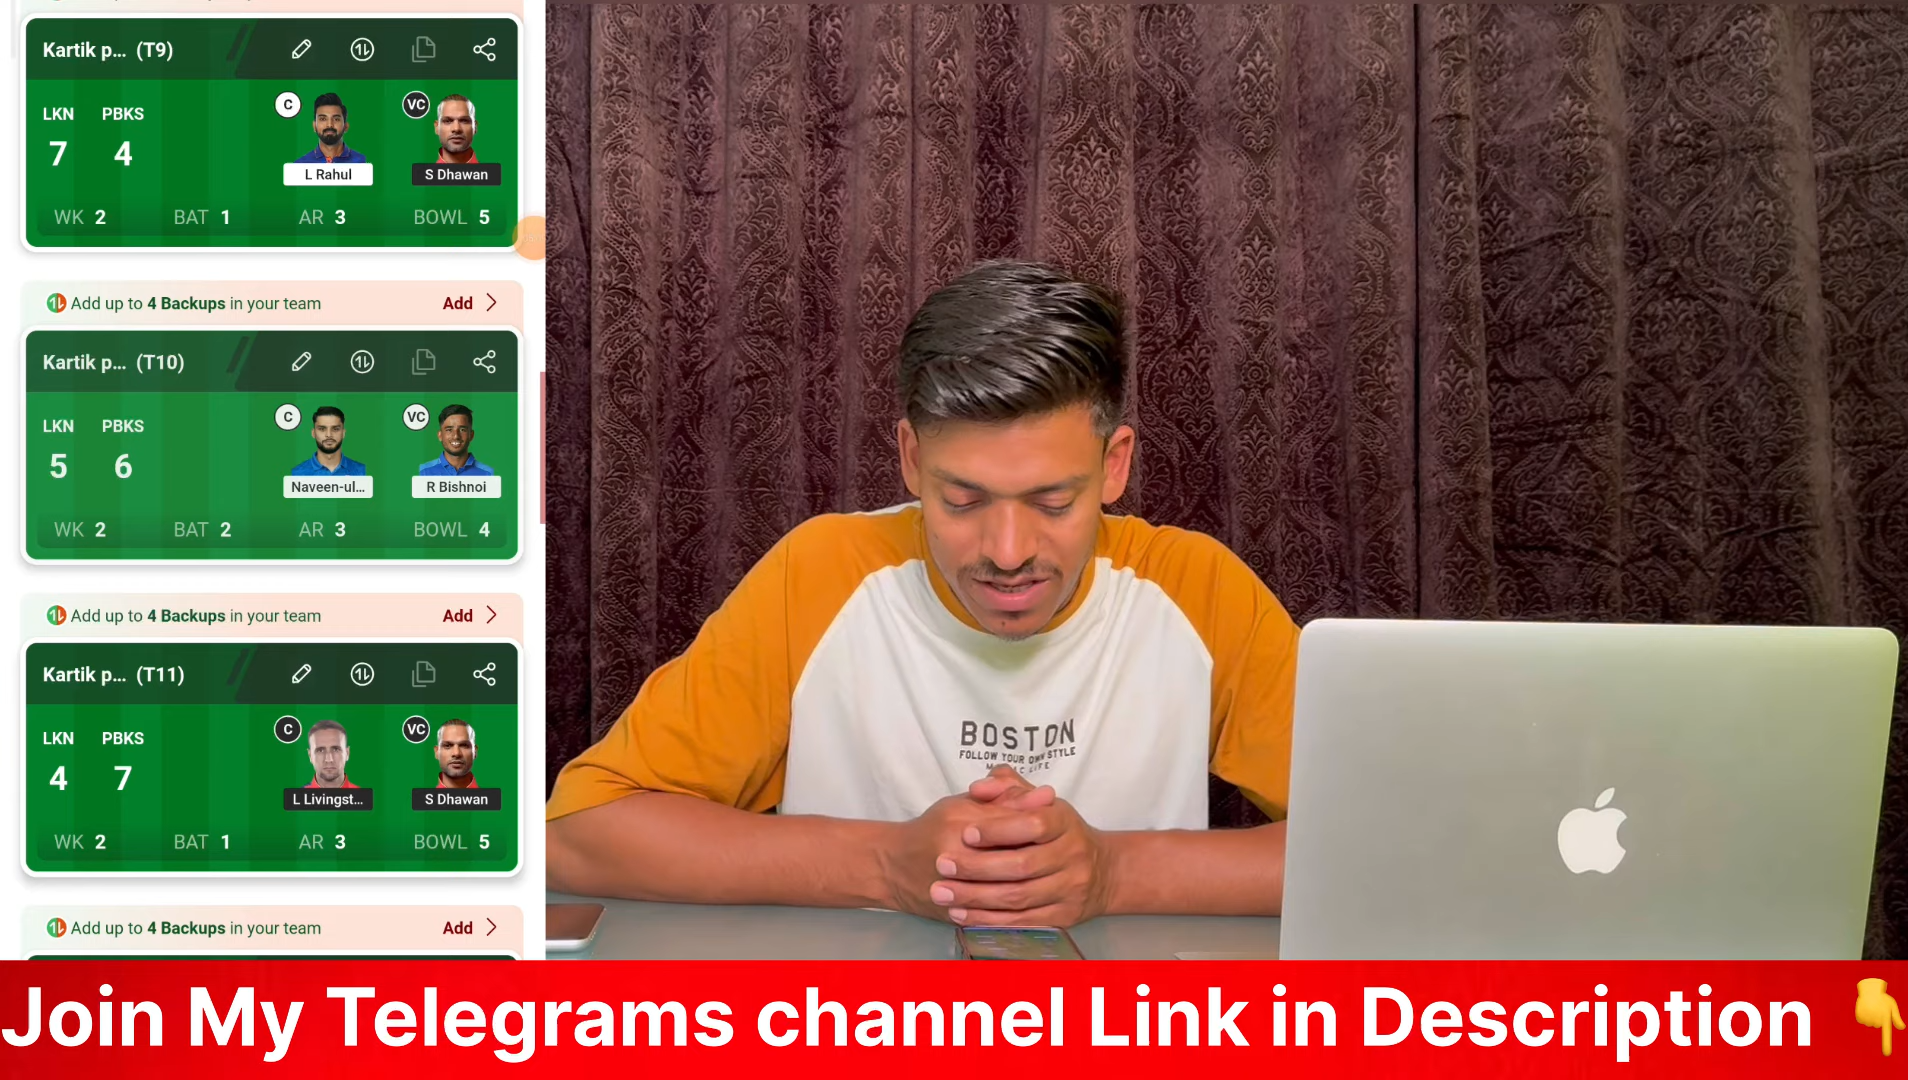 Kartik p... (T9)
LKN PBKS
7 4
C VC
L Rahul S Dhawan
WK 2 BAT 1 AR 3 BOWL 5
Add up to 4 Backups in your team Add
Kartik p... (T10)
LKN PBKS
5 6
C VC
Naveen-ul... R Bishnoi
WK 2 BAT 2 AR 3 BOWL 4
Add up to 4 Backups in your team Add
Kartik p... (T11)
LKN PBKS
4 7
C VC
L Livingst... S Dhawan
WK 2 BAT 1 AR 3 BOWL 5
Add up to 4 Backups in your team Add
BOSTON
FOLLOW YOUR OWN STYLE
Join My Telegrams channel Link in Description